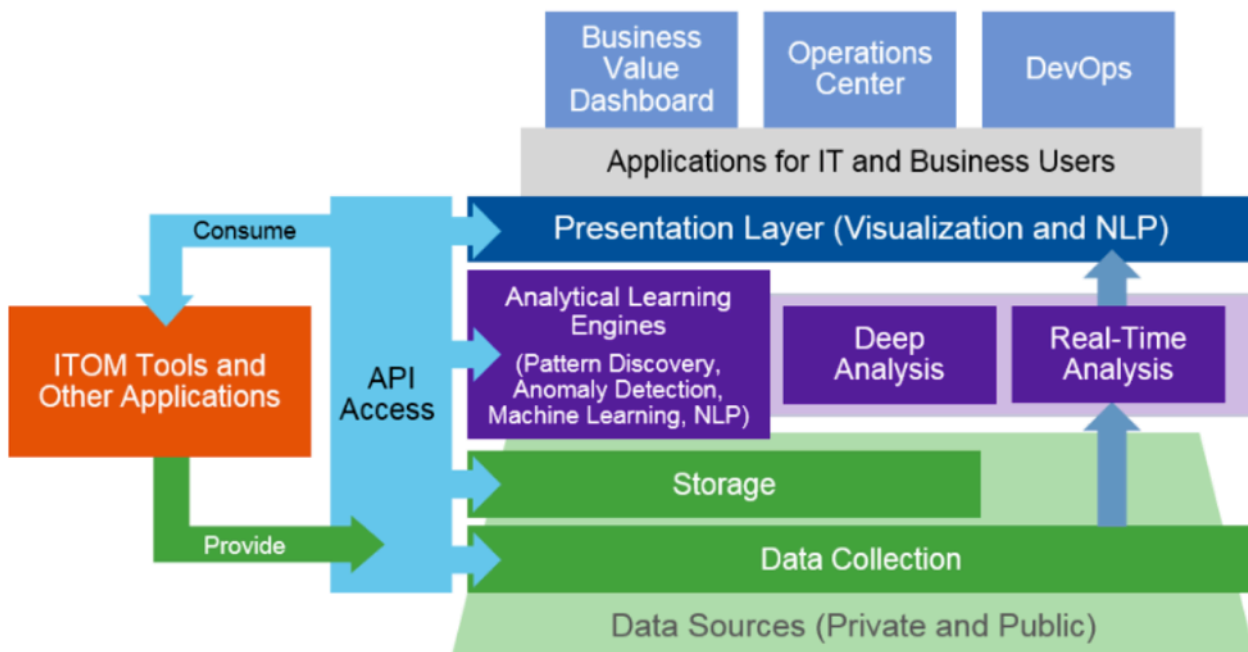 Business
Value
Dashboard
Operations
Center
DevOps
Applications for IT and Business Users
Consume
Presentation Layer (Visualization and NLP)
ITOM Tools and
Other Applications
API
Access
Analytical Learning
Engines
(Pattern Discovery,
Anomaly Detection,
Machine Learning, NLP)
Deep
Analysis
Real-Time
Analysis
Storage
Provide
Data Collection
Data Sources (Private and Public)